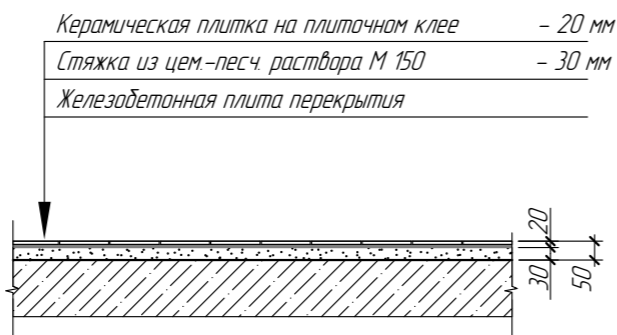 Керамическая плитка на плиточном клее - 20 мм
Стяжка из цем.-песч. раствора М 150 - 30 мм
Железобетонная плита перекрытия
20
30
50